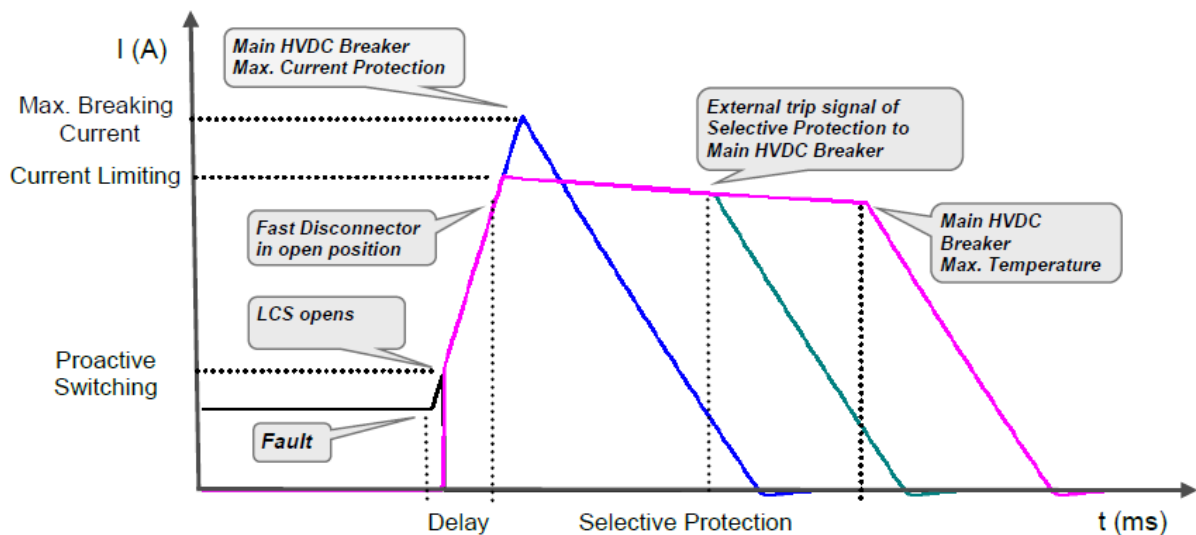 I (A)
Main HVDC Breaker
Max. Current Protection
Max. Breaking
Current
External trip signal of
Selective Protection to
Main HVDC Breaker
Current Limiting
Fast Disconnector
in open position
Main HVDC
Breaker
Max. Temperature
LCS opens
Proactive
Switching
Fault
Delay
Selective Protection
t (ms)